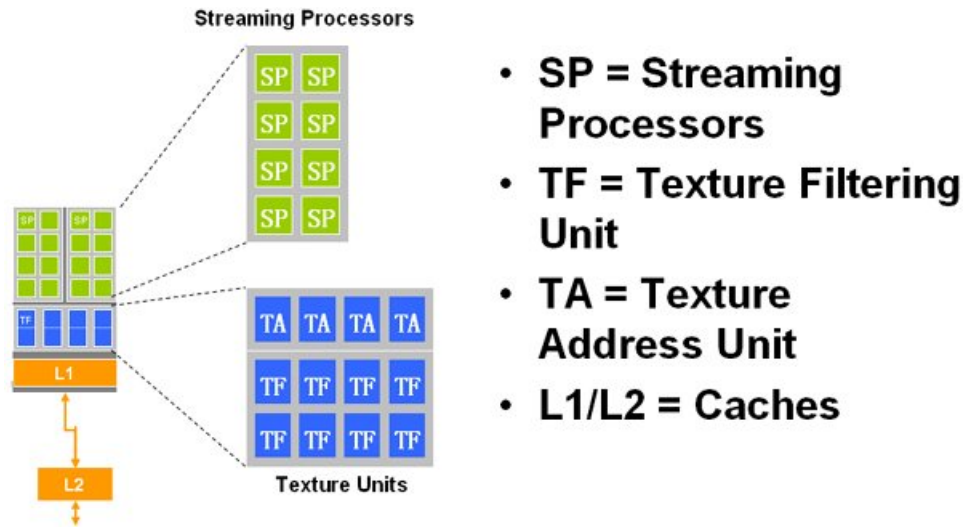 Streaming Processors
SP SP
SP SP
SP SP
SP SP
SP SP
TF
L1
L2
TA TA TA TA
TF TF TF TF
TF TF TF TF
Texture Units
• SP = Streaming
Processors
• TF = Texture Filtering
Unit
• TA = Texture
Address Unit
• L1/L2 = Caches